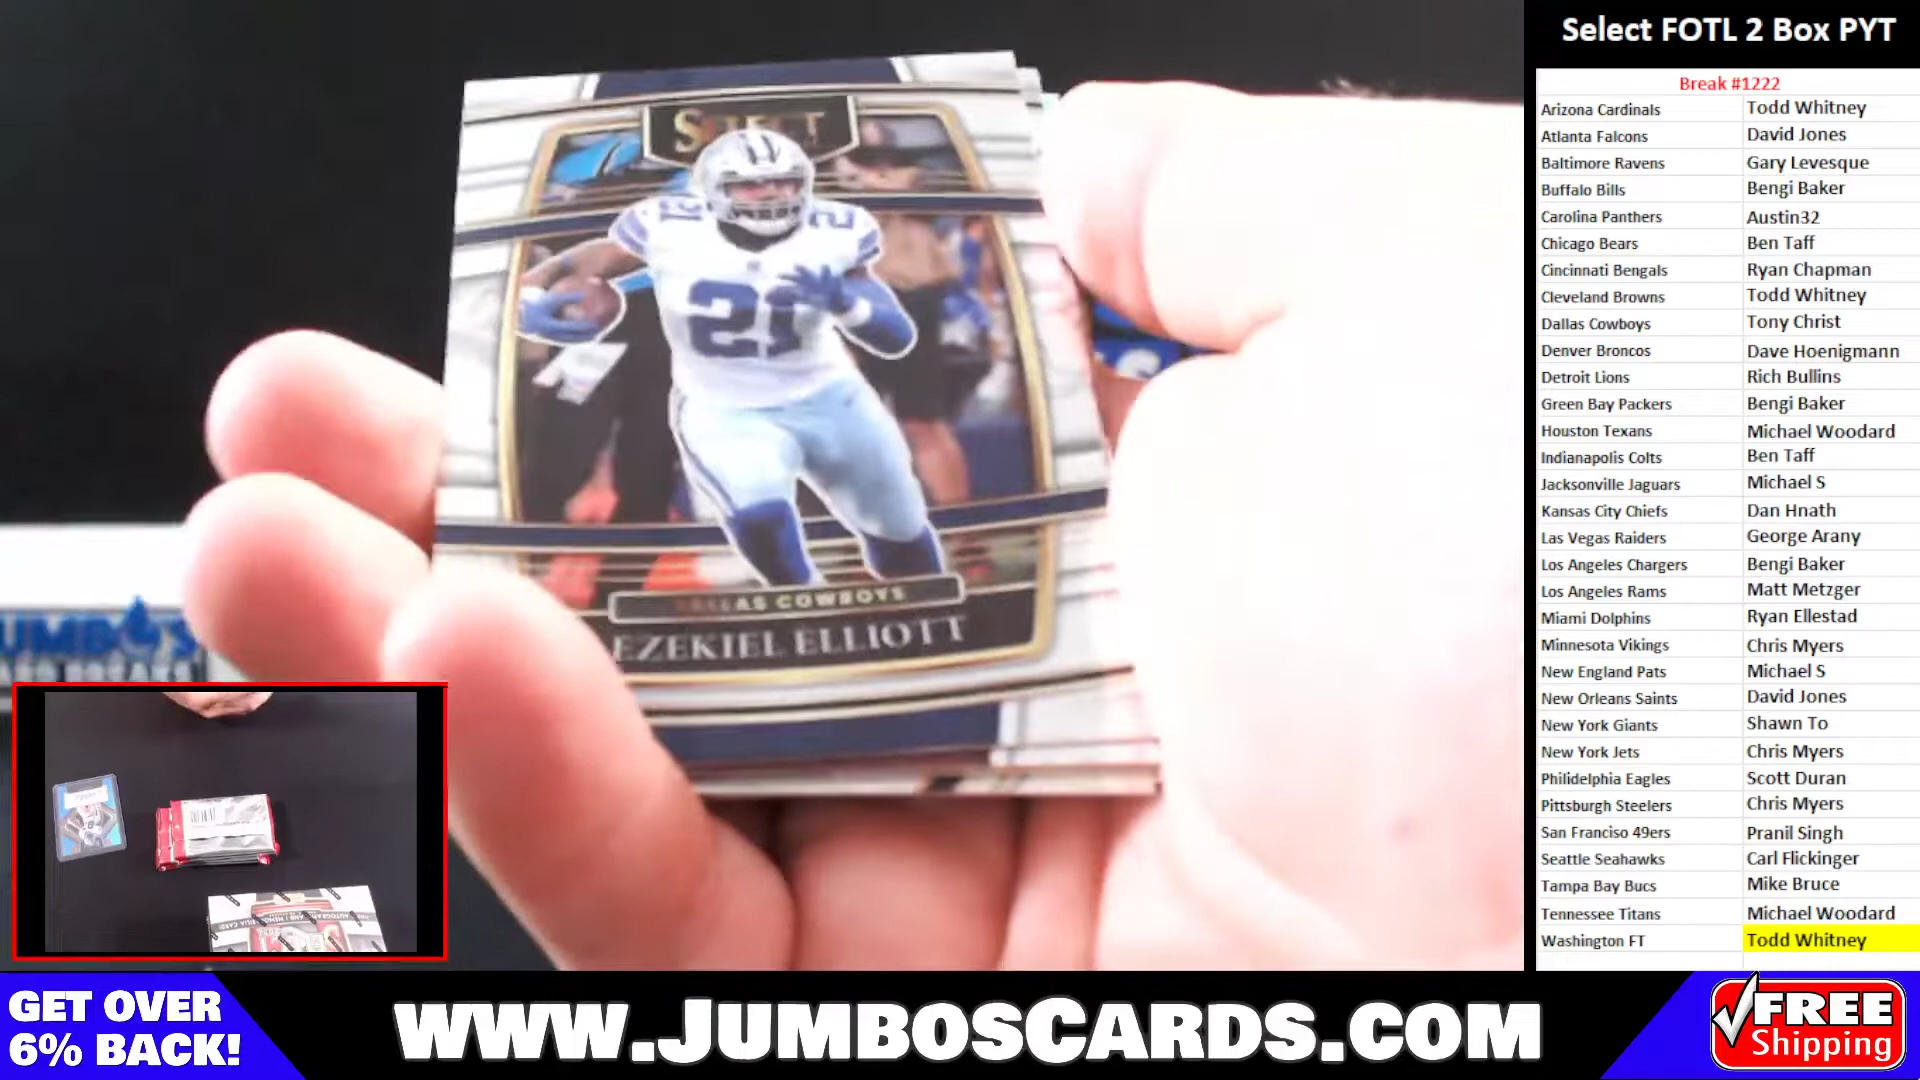 Select FOTL 2 Box PYT
Break #1222
Arizona Cardinals Todd Whitney
Atlanta Falcons David Jones
Baltimore Ravens Gary Levesque
Buffalo Bills Bengi Baker
Carolina Panthers Austin32
Chicago Bears Ben Taff
Cincinnati Bengals Ryan Chapman
Cleveland Browns Todd Whitney
Dallas Cowboys Tony Christ
Denver Broncos Dave Hoenigmann
Detroit Lions Rich Bullins
Green Bay Packers Bengi Baker
Houston Texans Michael Woodard
Indianapolis Colts Ben Taff
Jacksonville Jaguars Michael S
Kansas City Chiefs Dan Hnath
Las Vegas Raiders George Arany
Los Angeles Chargers Bengi Baker
Los Angeles Rams Matt Metzger
Miami Dolphins Ryan Ellestad
Minnesota Vikings Chris Myers
New England Pats Michael S
New Orleans Saints David Jones
New York Giants Shawn To
New York Jets Chris Myers
Philidelphia Eagles Scott Duran
Pittsburgh Steelers Chris Myers
San Franciso 49ers Pranil Singh
Seattle Seahawks Carl Flickinger
Tampa Bay Bucs Mike Bruce
Tennessee Titans Michael Woodard
Washington FT Todd Whitney
SELECT
21
21
DALLAS COWBOYS
EZEKIEL ELLIOTT
UMBO'S
GET OVER
6% BACK!
WWW.JUMBOSCARDS.COM
FREE
Shipping